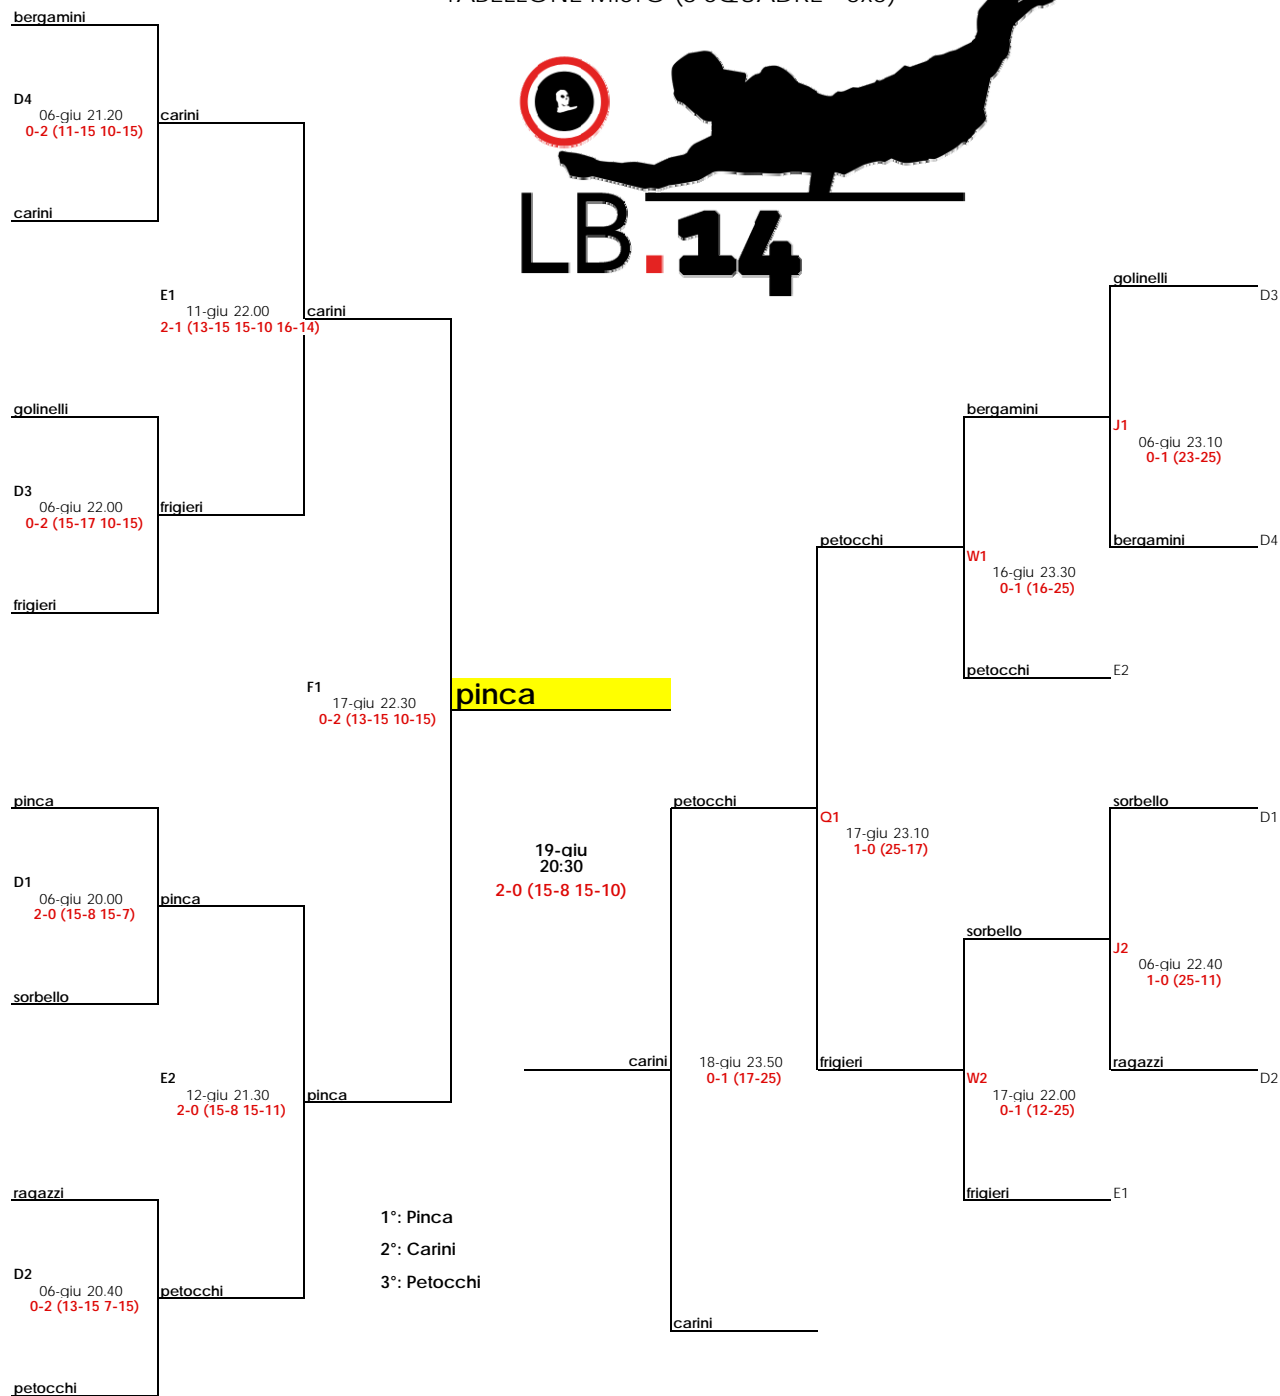 bergamini
D4
06-giu 21.20
0-2 (11-15 10-15)
carini
carini
LB.14
E1
11-giu 22.00
2-1 (13-15 15-10 16-14)
carini
golinelli
D3
06-giu 22.00
0-2 (15-17 10-15)
frigieri
frigieri
F1
17-giu 22.30
0-2 (13-15 10-15)
pinca
pinca
D1
06-giu 20.00
2-0 (15-8 15-7)
pinca
sorbello
E2
12-giu 21.30
2-0 (15-8 15-11)
pinca
ragazzi
D2
06-giu 20.40
0-2 (13-15 7-15)
petocchi
petocchi
19-giu
20:30
2-0 (15-8 15-10)
1°: Pinca
2°: Carini
3°: Petocchi
golinelli
D3
bergamini
J1
06-giu 23.10
0-1 (23-25)
petocchi
bergamini
D4
W1
16-giu 23.30
0-1 (16-25)
petocchi
E2
petocchi
Q1
17-giu 23.10
1-0 (25-17)
sorbello
D1
sorbello
J2
06-giu 22.40
1-0 (25-11)
carini
18-giu 23.50
0-1 (17-25)
frigieri
ragazzi
D2
W2
17-giu 22.00
0-1 (12-25)
frigieri
E1
carini